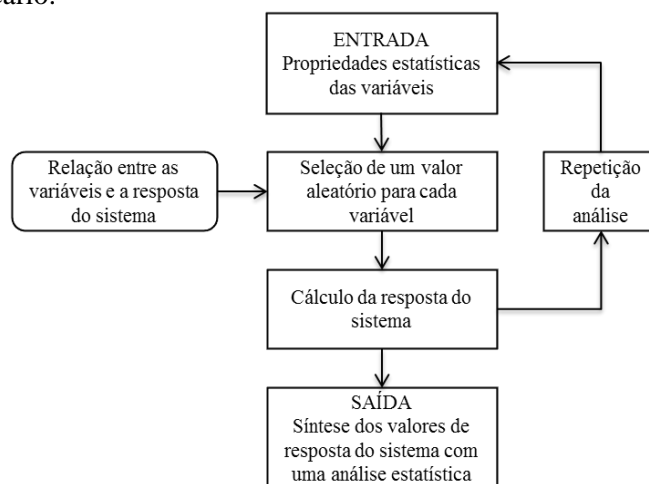 ENTRADA
Propriedades estatísticas
das variáveis
Relação entre as
variáveis e a resposta
do sistema
Seleção de um valor
aleatório para cada
variável
Repetição
da
análise
Cálculo da resposta do
sistema
SAÍDA
Síntese dos valores de
resposta do sistema com
uma análise estatística